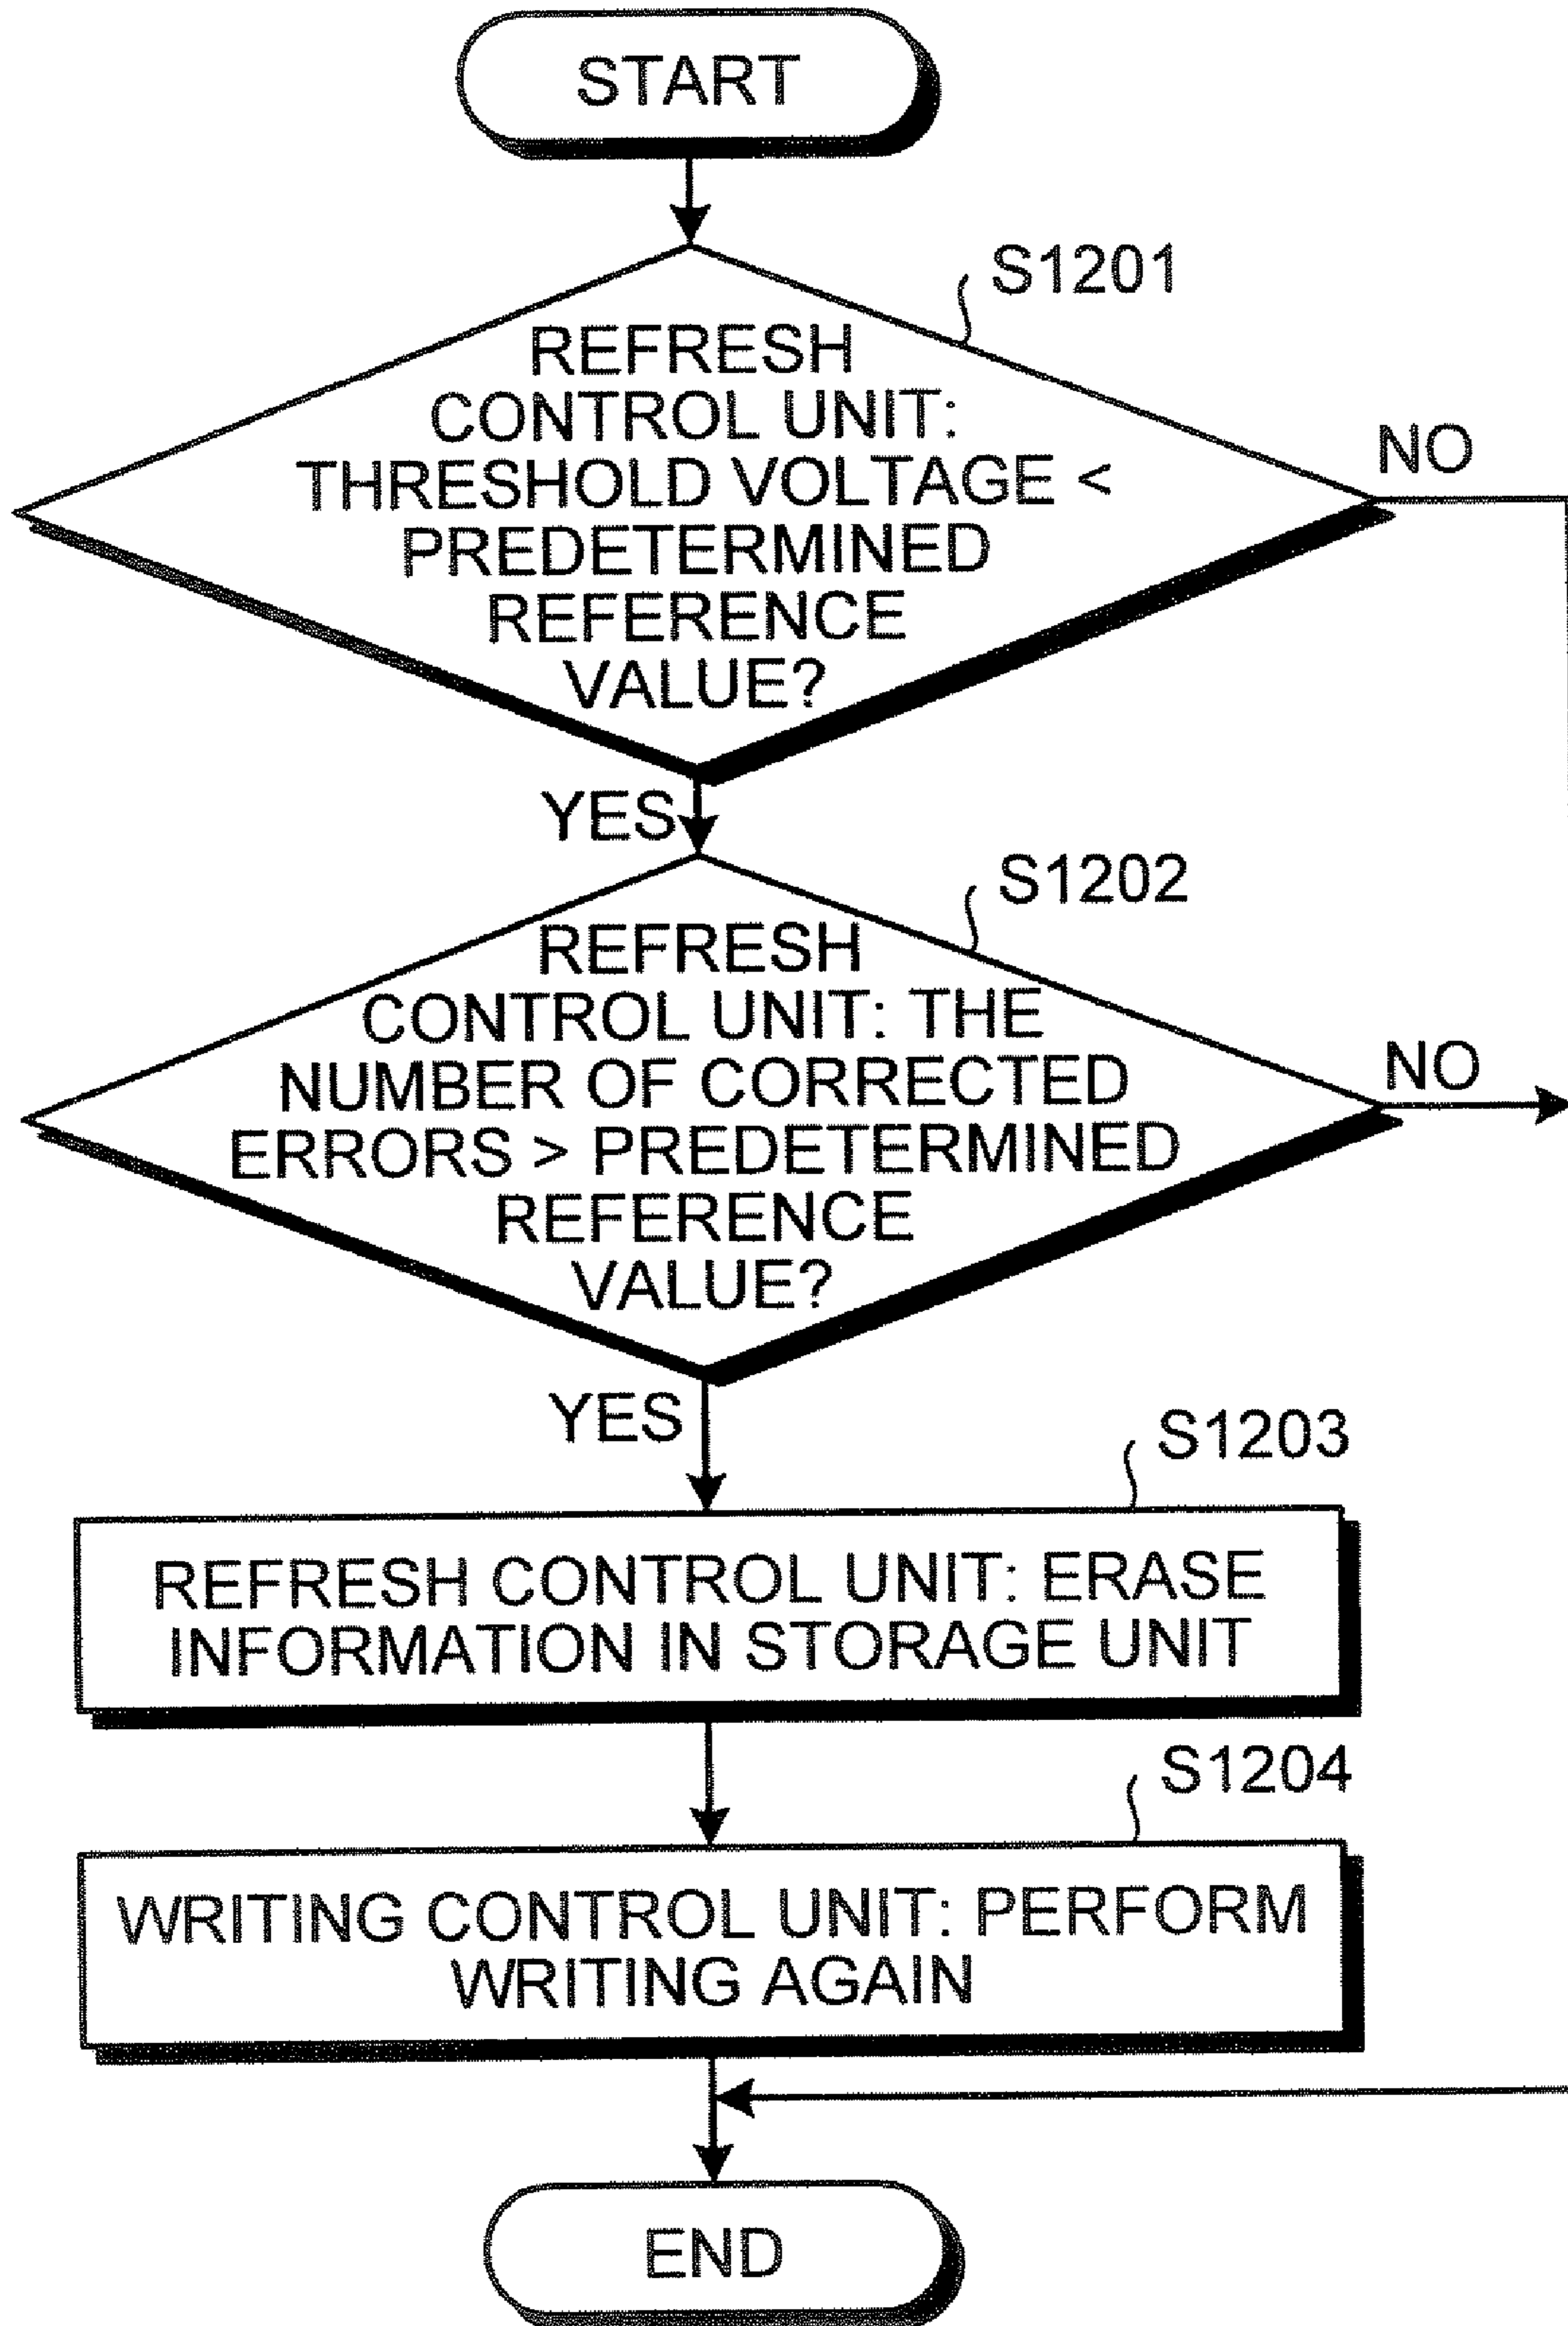 START
S1201
REFRESH
CONTROL UNIT:
THRESHOLD VOLTAGE <
PREDETERMINED
REFERENCE
VALUE?
NO
YES
S1202
REFRESH
CONTROL UNIT: THE
NUMBER OF CORRECTED
ERRORS > PREDETERMINED
REFERENCE
VALUE?
NO
YES
S1203
REFRESH CONTROL UNIT: ERASE
INFORMATION IN STORAGE UNIT
S1204
WRITING CONTROL UNIT: PERFORM
WRITING AGAIN
END